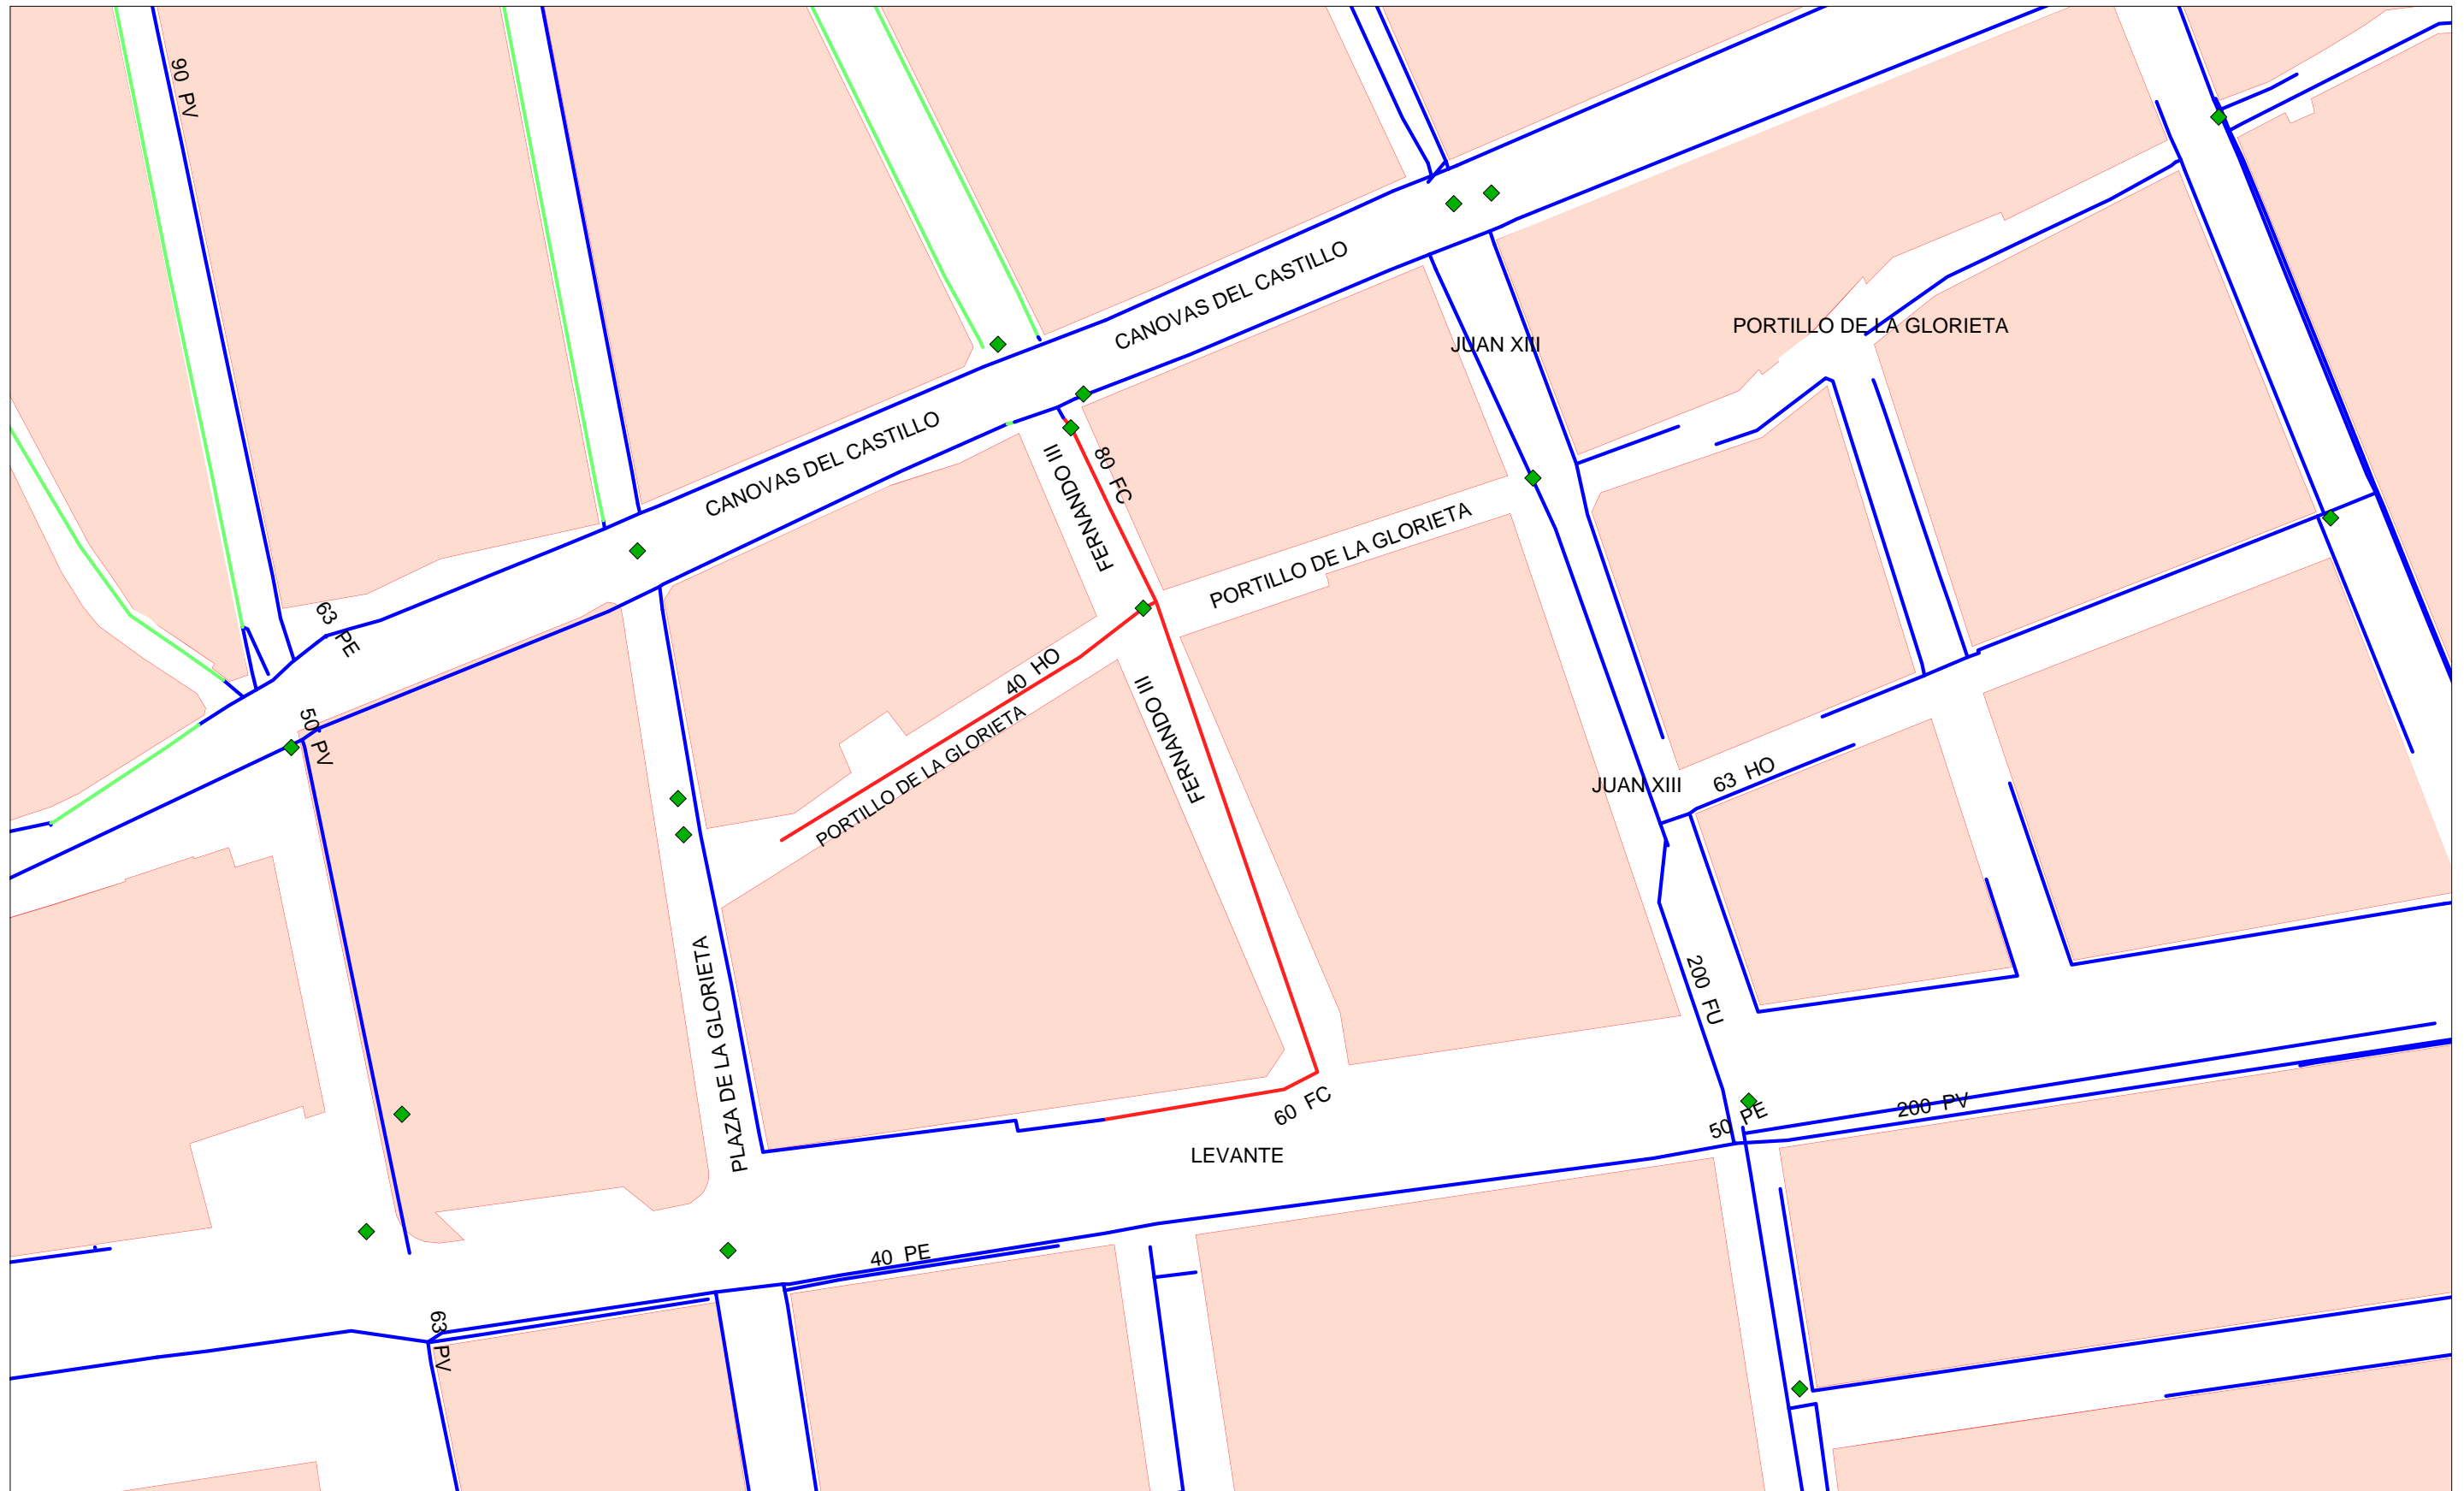 90 PV
CANOVAS DEL CASTILLO
PORTILLO DE LA GLORIETA
JUAN XIII
CANOVAS DEL CASTILLO
80 FC
FERNANDO III
PORTILLO DE LA GLORIETA
63 PE
40 HO
50 PV
PORTILLO DE LA GLORIETA
FERNANDO III
JUAN XIII
63 HO
200 FU
PLAZA DE LA GLORIETA
60 FC
50 PE
200 PV
LEVANTE
40 PE
63 PV